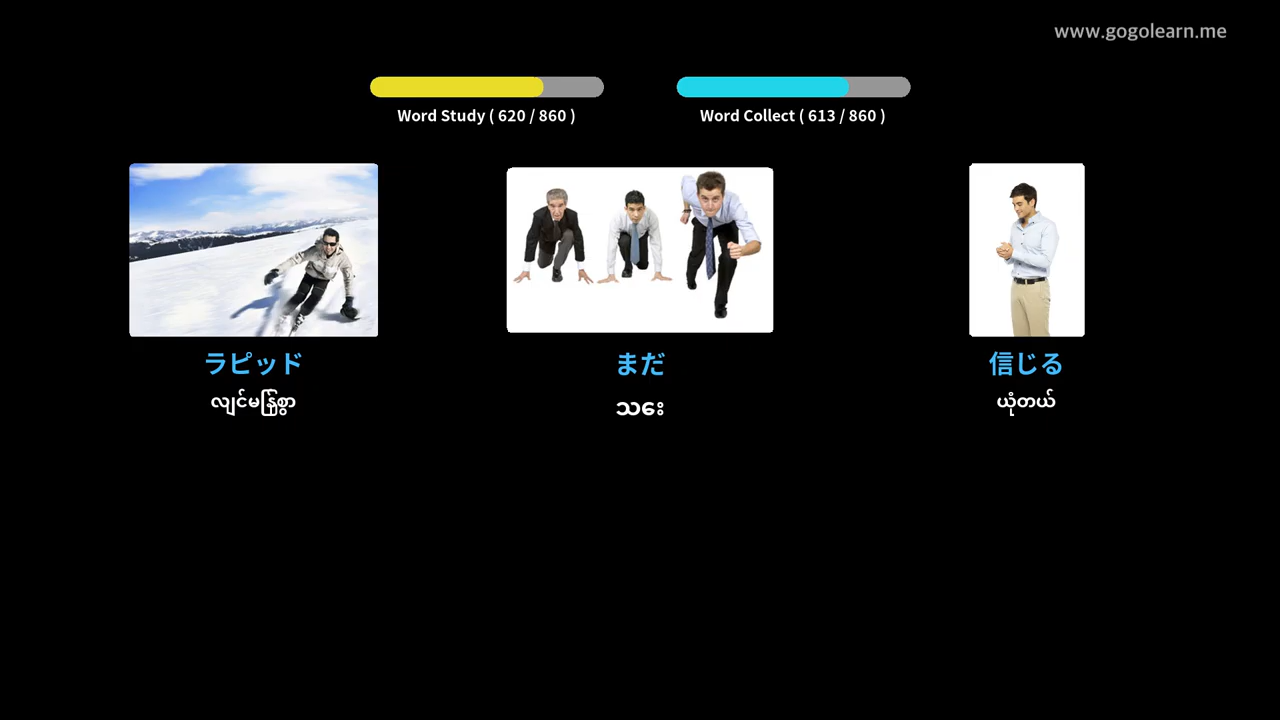 www.gogolearn.me
Word Study ( 620 / 860 )
Word Collect ( 613 / 860 )
ラピッド
まだ
信じる
လျင်မြန်စွာ
သေး
ယုံတယ်